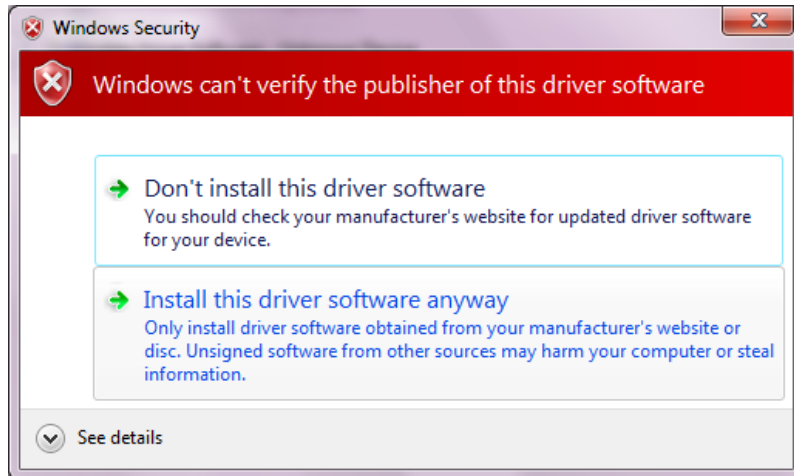 Windows Security
Windows can't verify the publisher of this driver software
Don't install this driver software
You should check your manufacturer's website for updated driver software
for your device.
Install this driver software anyway
Only install driver software obtained from your manufacturer's website or
disc. Unsigned software from other sources may harm your computer or steal
information.
See details